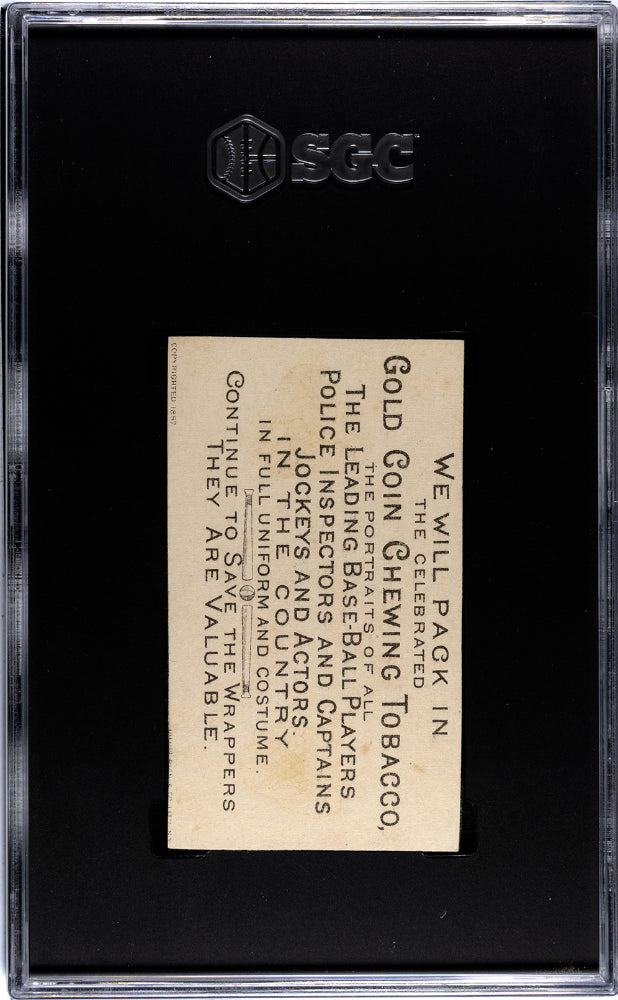 SGC
WE WILL PACK IN
THE CELEBRATED
GOLD COIN CHEWING TOBACCO,
THE PORTRAITS OF ALL
THE LEADING BASE-BALL PLAYERS
POLICE INSPECTORS AND CAPTAINS
JOCKEYS AND ACTORS.
IN THE COUNTRY
IN FULL UNIFORM AND COSTUME.
CONTINUE TO SAVE THE WRAPPERS
THEY ARE VALUABLE.
COPYRIGHTED 1887